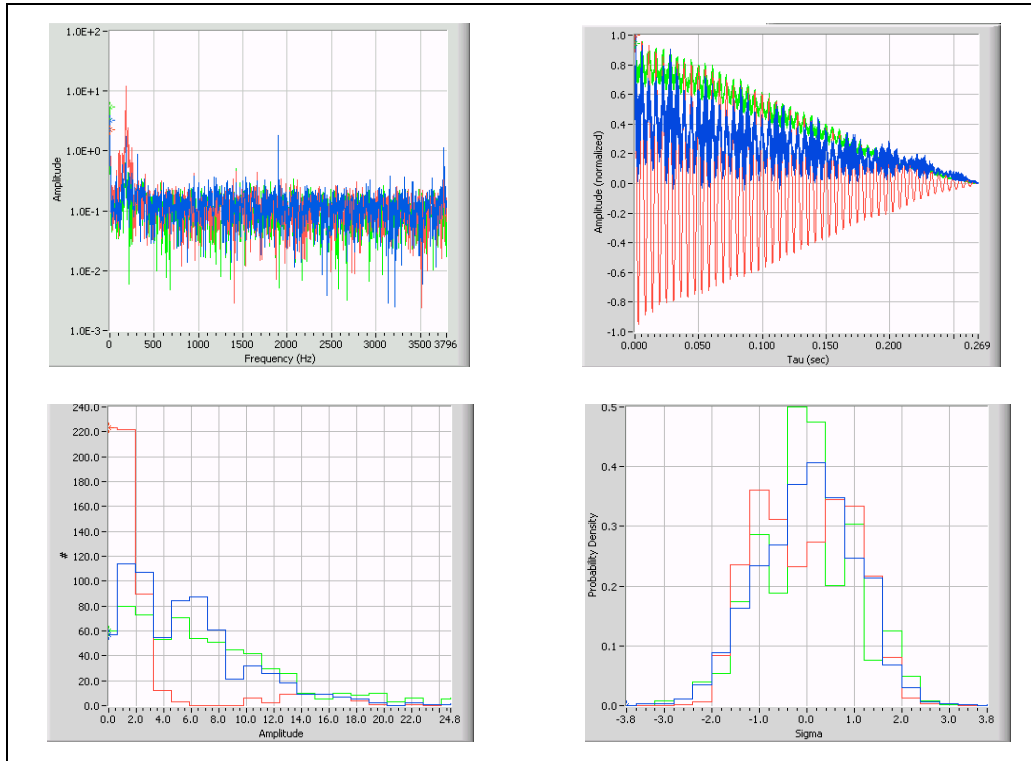 1.0E+2
1.0E+1
1.0E+0
1.0E-1
1.0E-2
1.0E-3
Amplitude
0 500 1000 1500 2000 2500 3000 3500 3796
Frequency (Hz)
1.0
0.8
0.6
0.4
0.2
0.0
-0.2
-0.4
-0.6
-0.8
-1.0
Amplitude (normalized)
0.000 0.050 0.100 0.150 0.200 0.269
Tau (sec)
240.0
220.0
200.0
180.0
160.0
140.0
120.0
100.0
80.0
60.0
40.0
20.0
0.0
#
0.0 2.0 4.0 6.0 8.0 10.0 12.0 14.0 16.0 18.0 20.0 22.0 24.8
Amplitude
0.5
0.4
0.3
0.2
0.1
0.0
Probability Density
-3.8 -3.0 -2.0 -1.0 0.0 1.0 2.0 3.0 3.8
Sigma